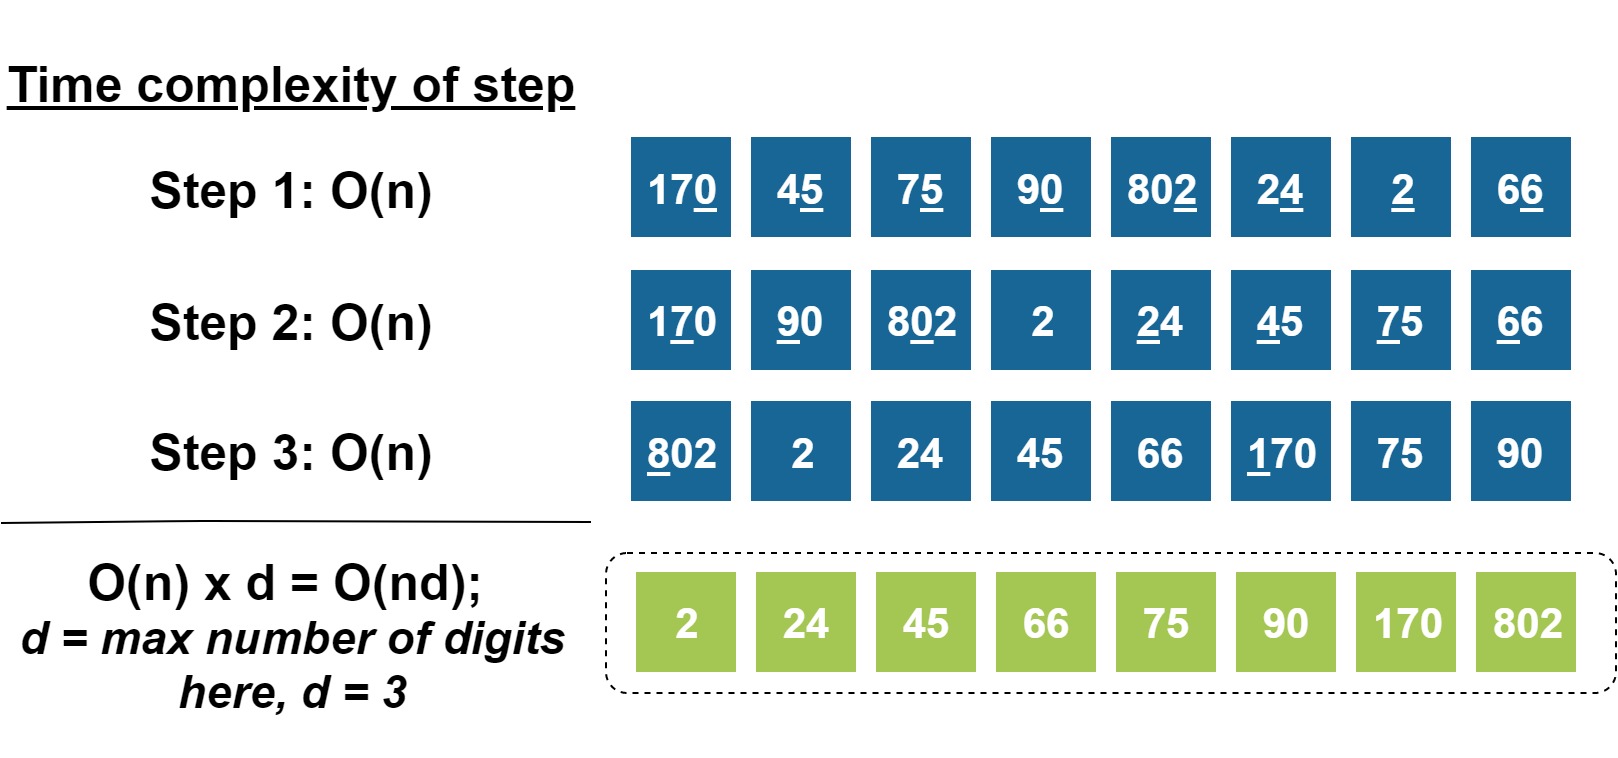 Time complexity of step
Step 1: O(n) 170 45 75 90 802 24 2 66
Step 2: O(n) 170 90 802 2 24 45 75 66
Step 3: O(n) 802 2 24 45 66 170 75 90
O(n) x d = O(nd);
d = max number of digits
here, d = 3
2 24 45 66 75 90 170 802